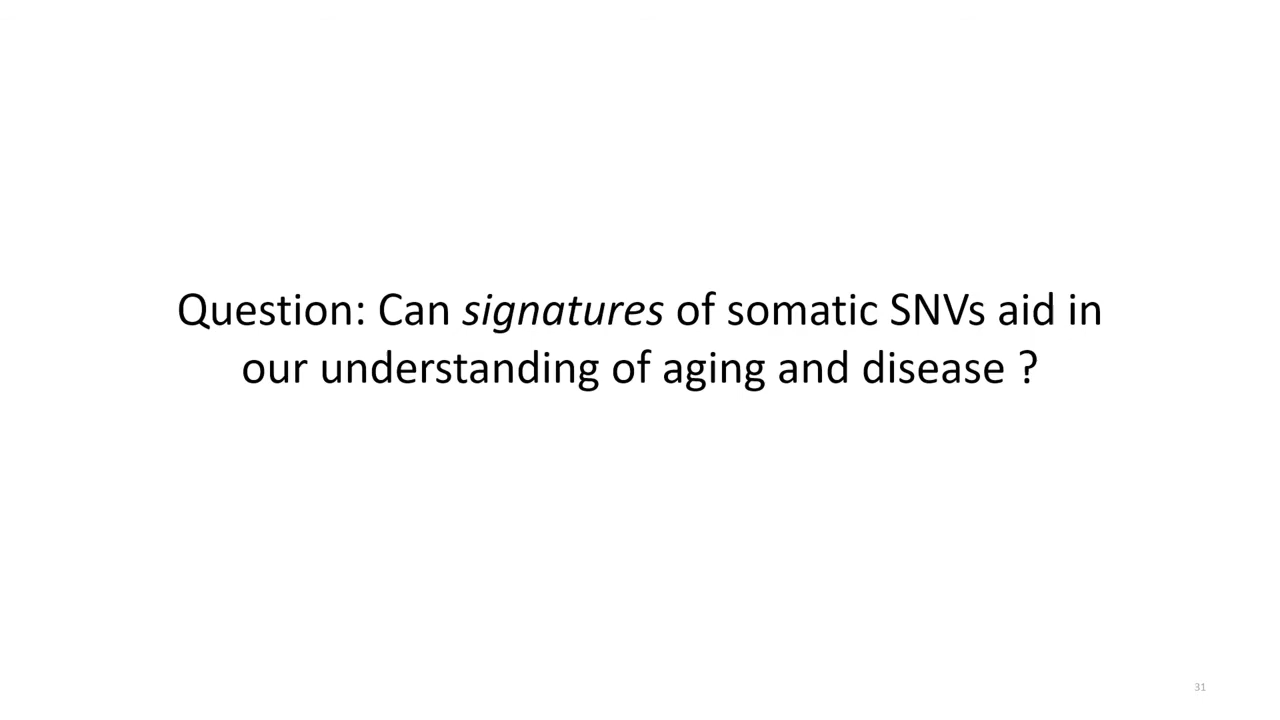 Question: Can signatures of somatic SNVs aid in
our understanding of aging and disease ?
31